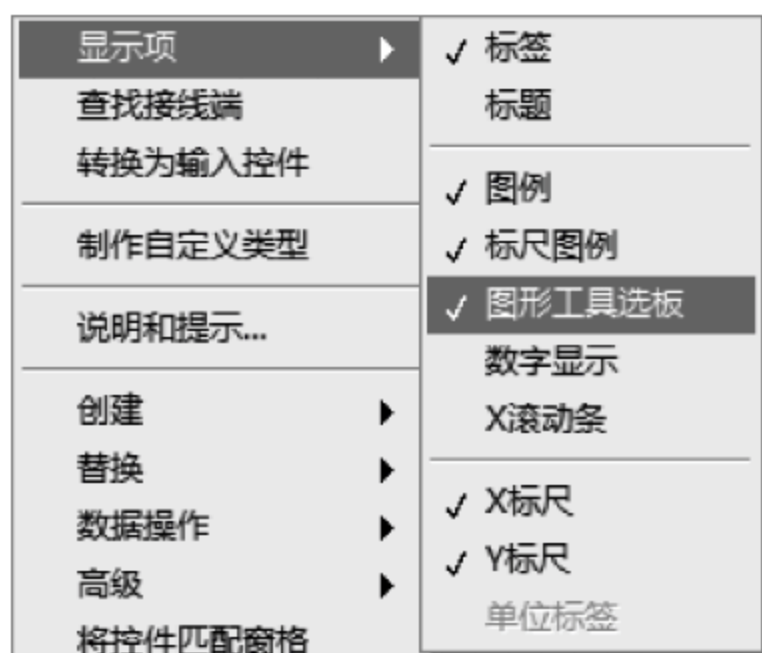 显示项
查找接线端
转换为输入控件
制作自定义类型
说明和提示...
创建
替换
数据操作
高级
将控件匹配窗格
标签
标题
图例
标尺图例
图形工具选板
数字显示
X滚动条
X标尺
Y标尺
单位标签